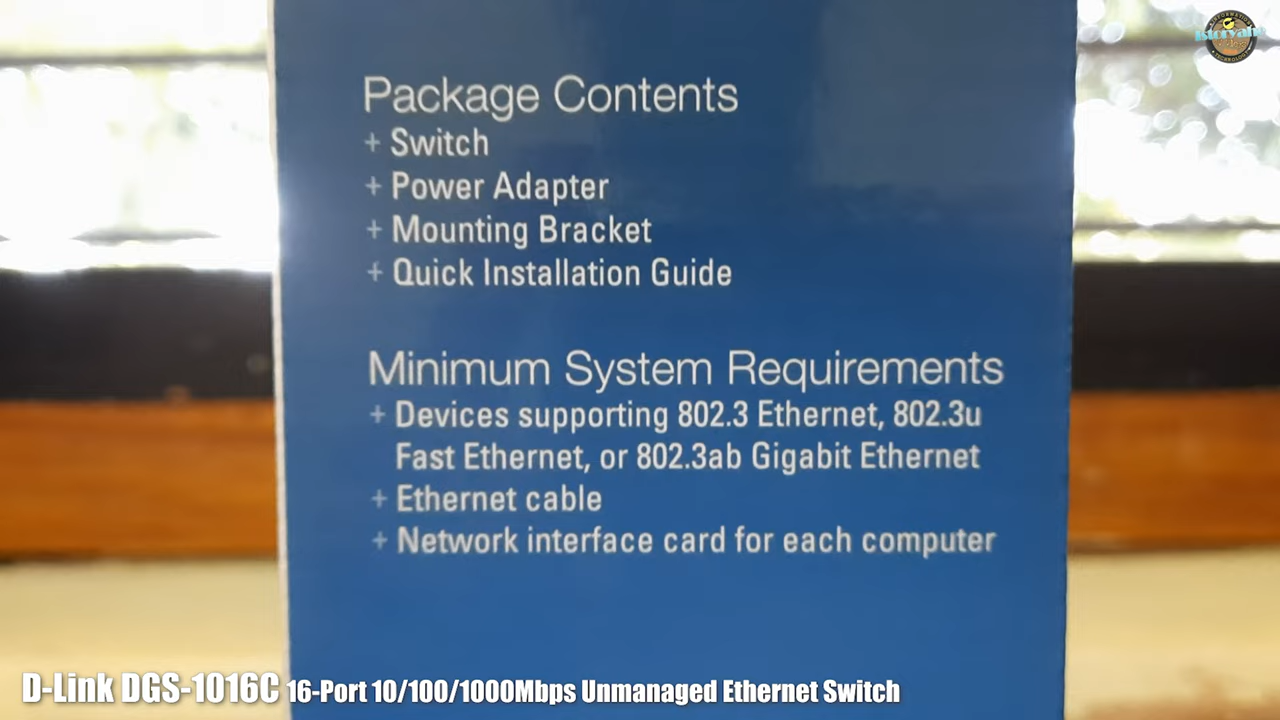 Package Contents
+ Switch
+ Power Adapter
+ Mounting Bracket
+ Quick Installation Guide
Minimum System Requirements
+ Devices supporting 802.3 Ethernet, 802.3u
Fast Ethernet, or 802.3ab Gigabit Ethernet
+ Ethernet cable
+ Network interface card for each computer
D-Link DGS-1016C 16-Port 10/100/1000Mbps Unmanaged Ethernet Switch